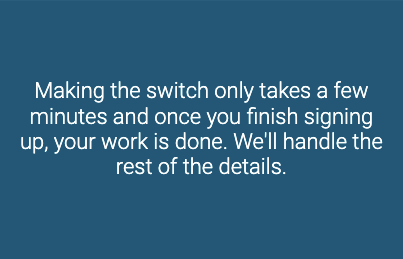 Making the switch only takes a few
minutes and once you finish signing
up, your work is done. We'll handle the
rest of the details.